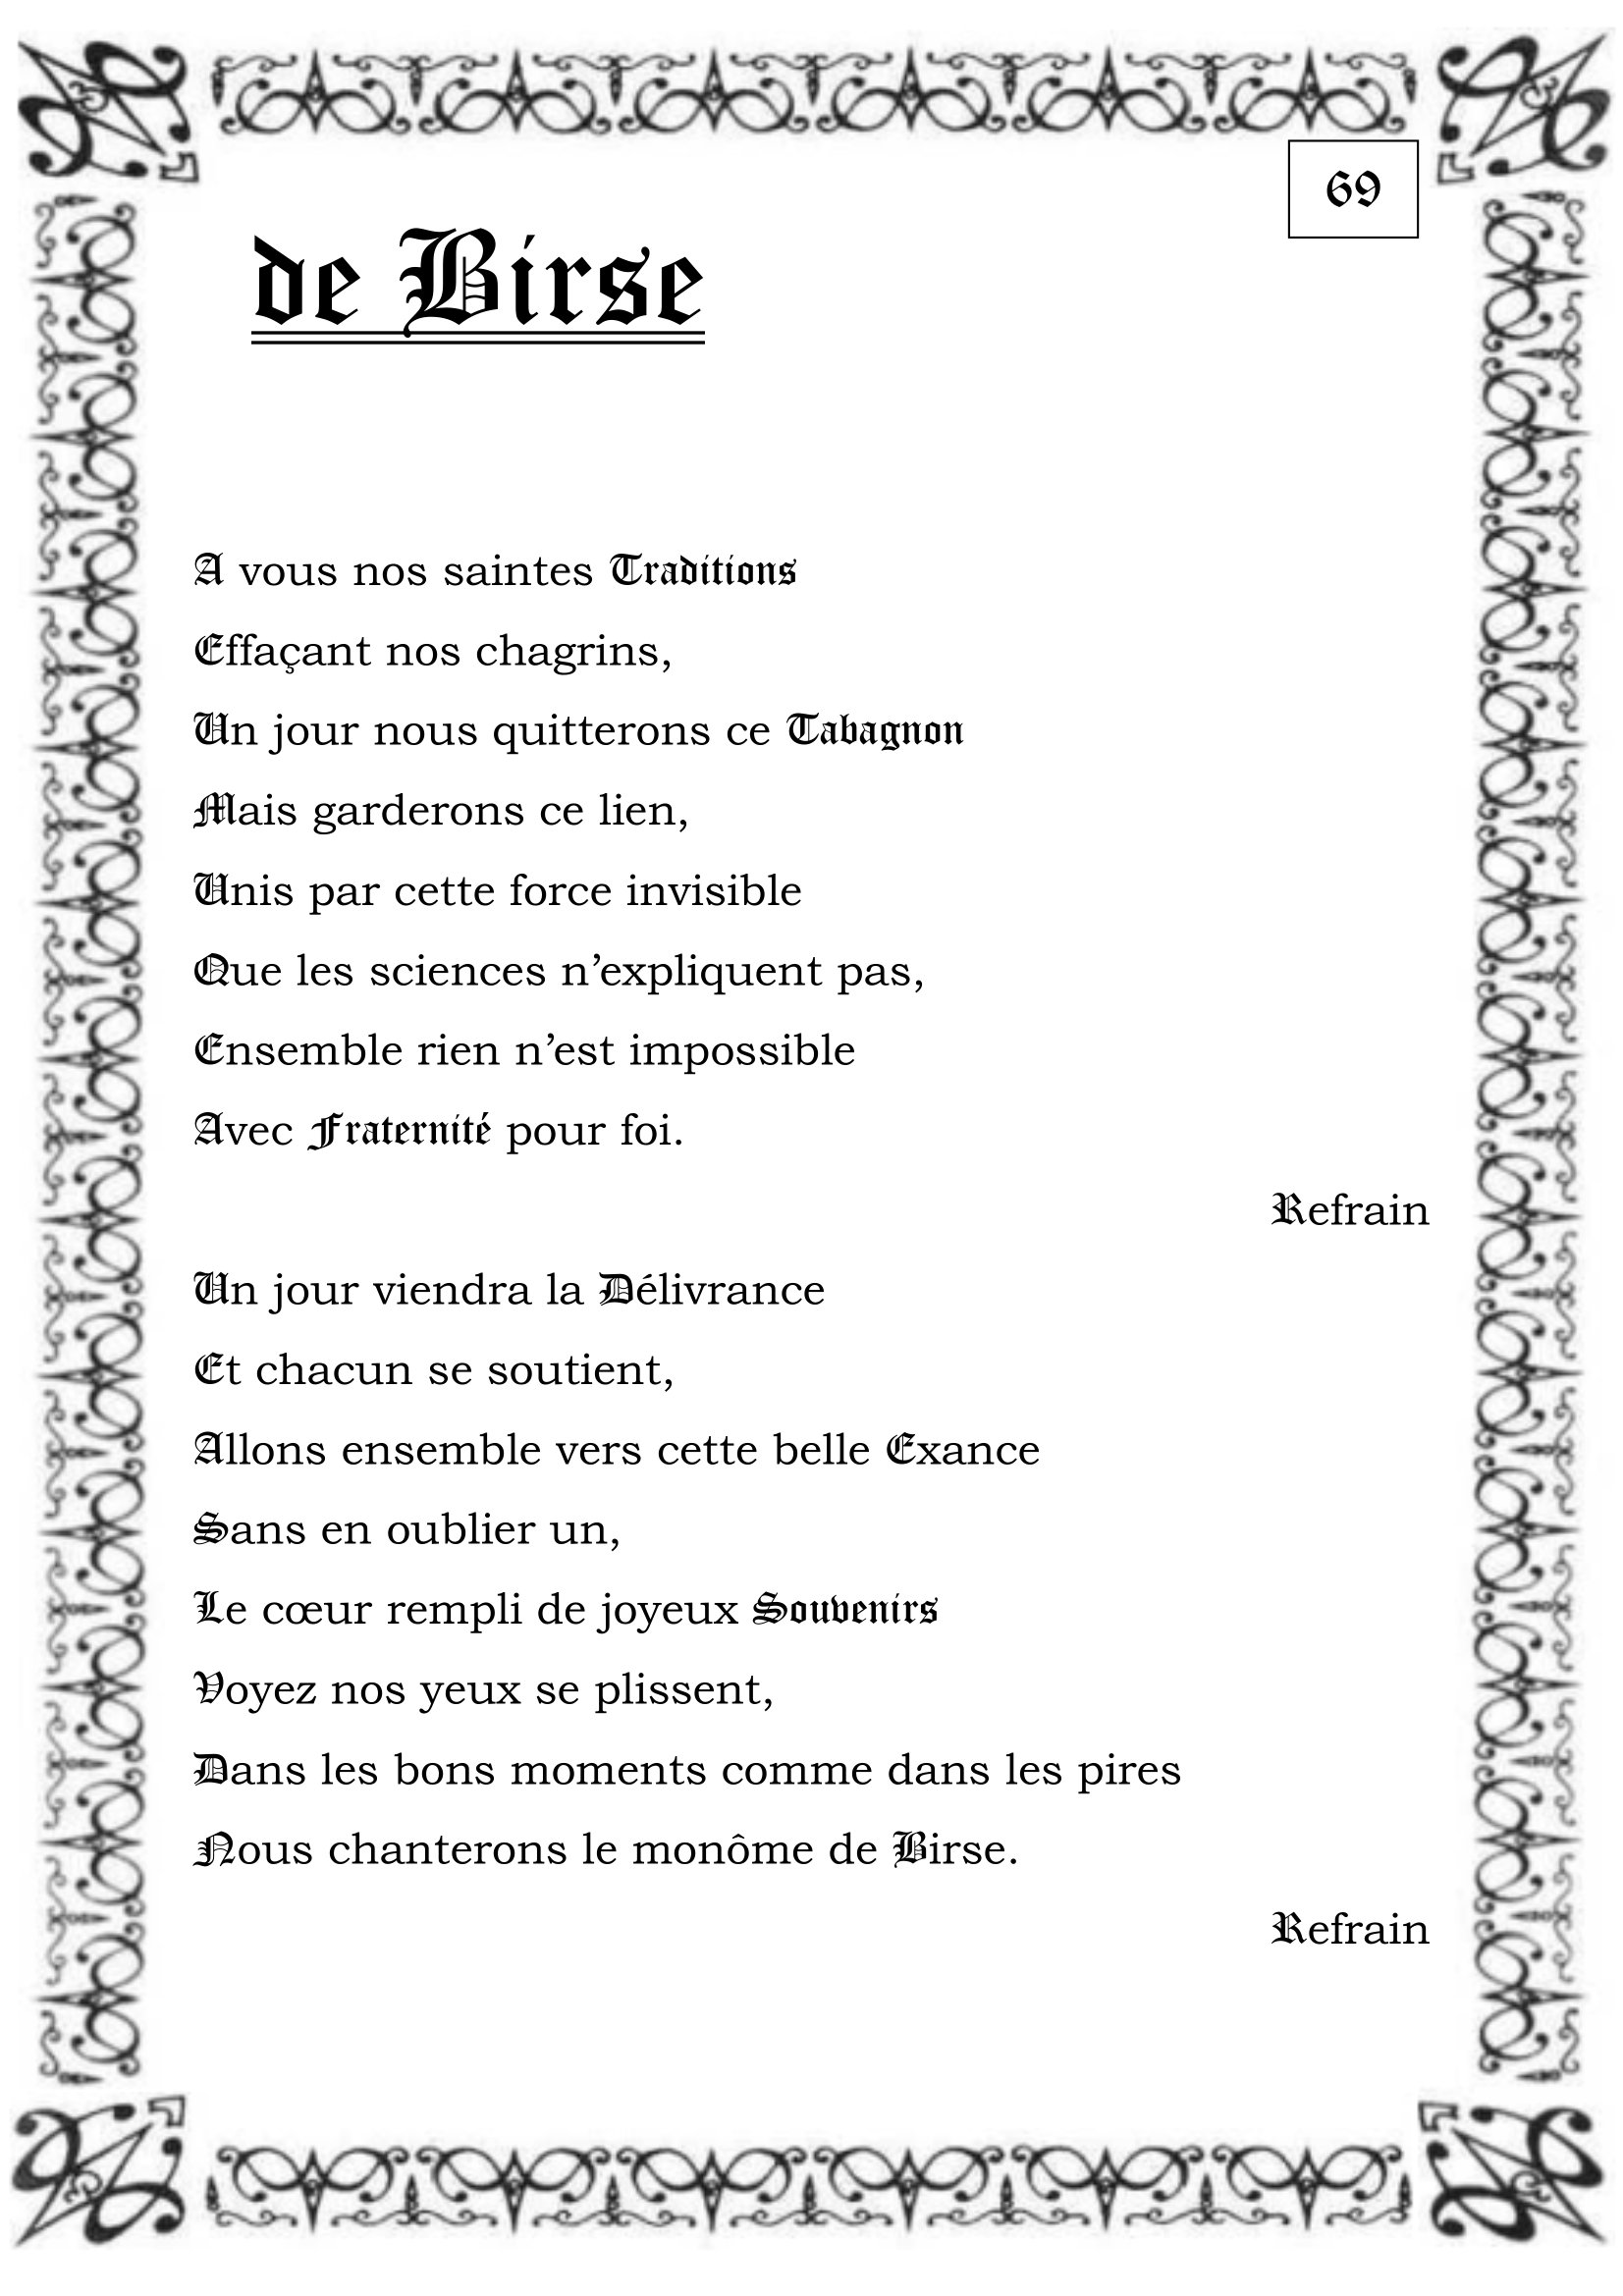 69
de Birse
A vous nos saintes Traditions
Effaçant nos chagrins,
Un jour nous quitterons ce Tabagnon
Mais garderons ce lien,
Unis par cette force invisible
Que les sciences n’expliquent pas,
Ensemble rien n’est impossible
Avec Fraternité pour foi.
Refrain
Un jour viendra la Délivrance
Et chacun se soutient,
Allons ensemble vers cette belle Exance
Sans en oublier un,
Le cœur rempli de joyeux Souvenirs
Voyez nos yeux se plissent,
Dans les bons moments comme dans les pires
Nous chanterons le monôme de Birse.
Refrain